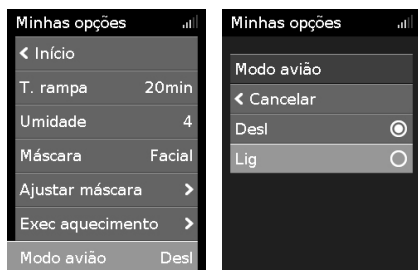 Minhas opções
Início
T. rampa 20min
Umidade 4
Máscara Facial
Ajustar máscara
Exec aquecimento
Modo avião Desl
Minhas opções
Modo avião
Cancelar
Desl
Lig